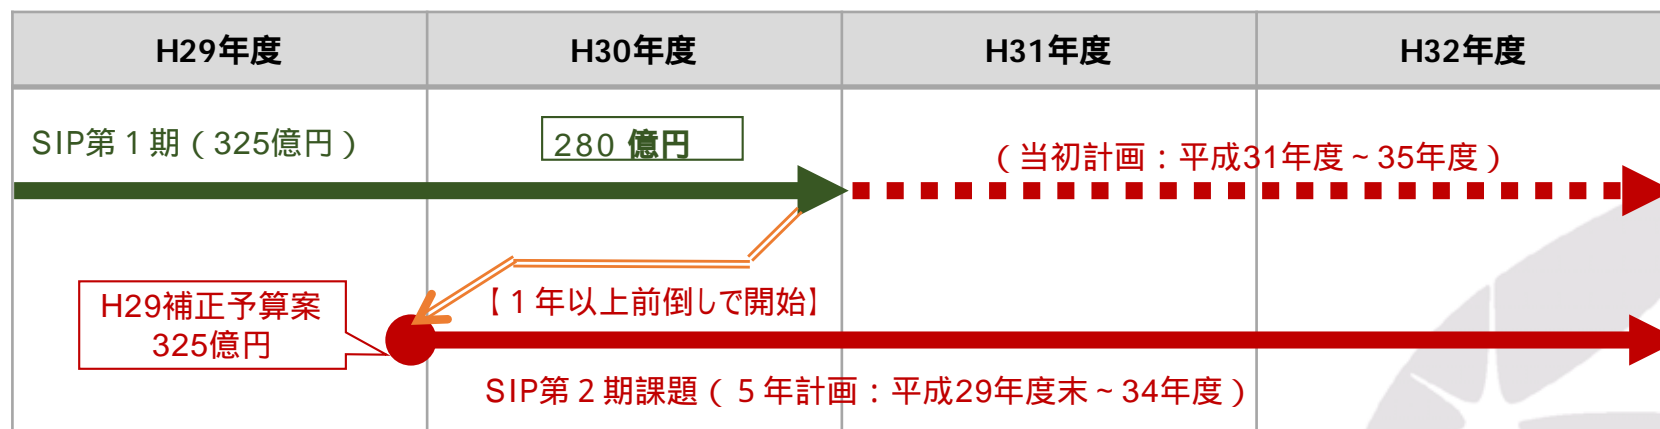 H29年度 H30年度 H31年度 H32年度
SIP第１期（325億円）
280 億円
（当初計画：平成31年度～35年度）
H29補正予算案
325億円
【１年以上前倒しで開始】
SIP第２期課題（５年計画：平成29年度末～34年度）